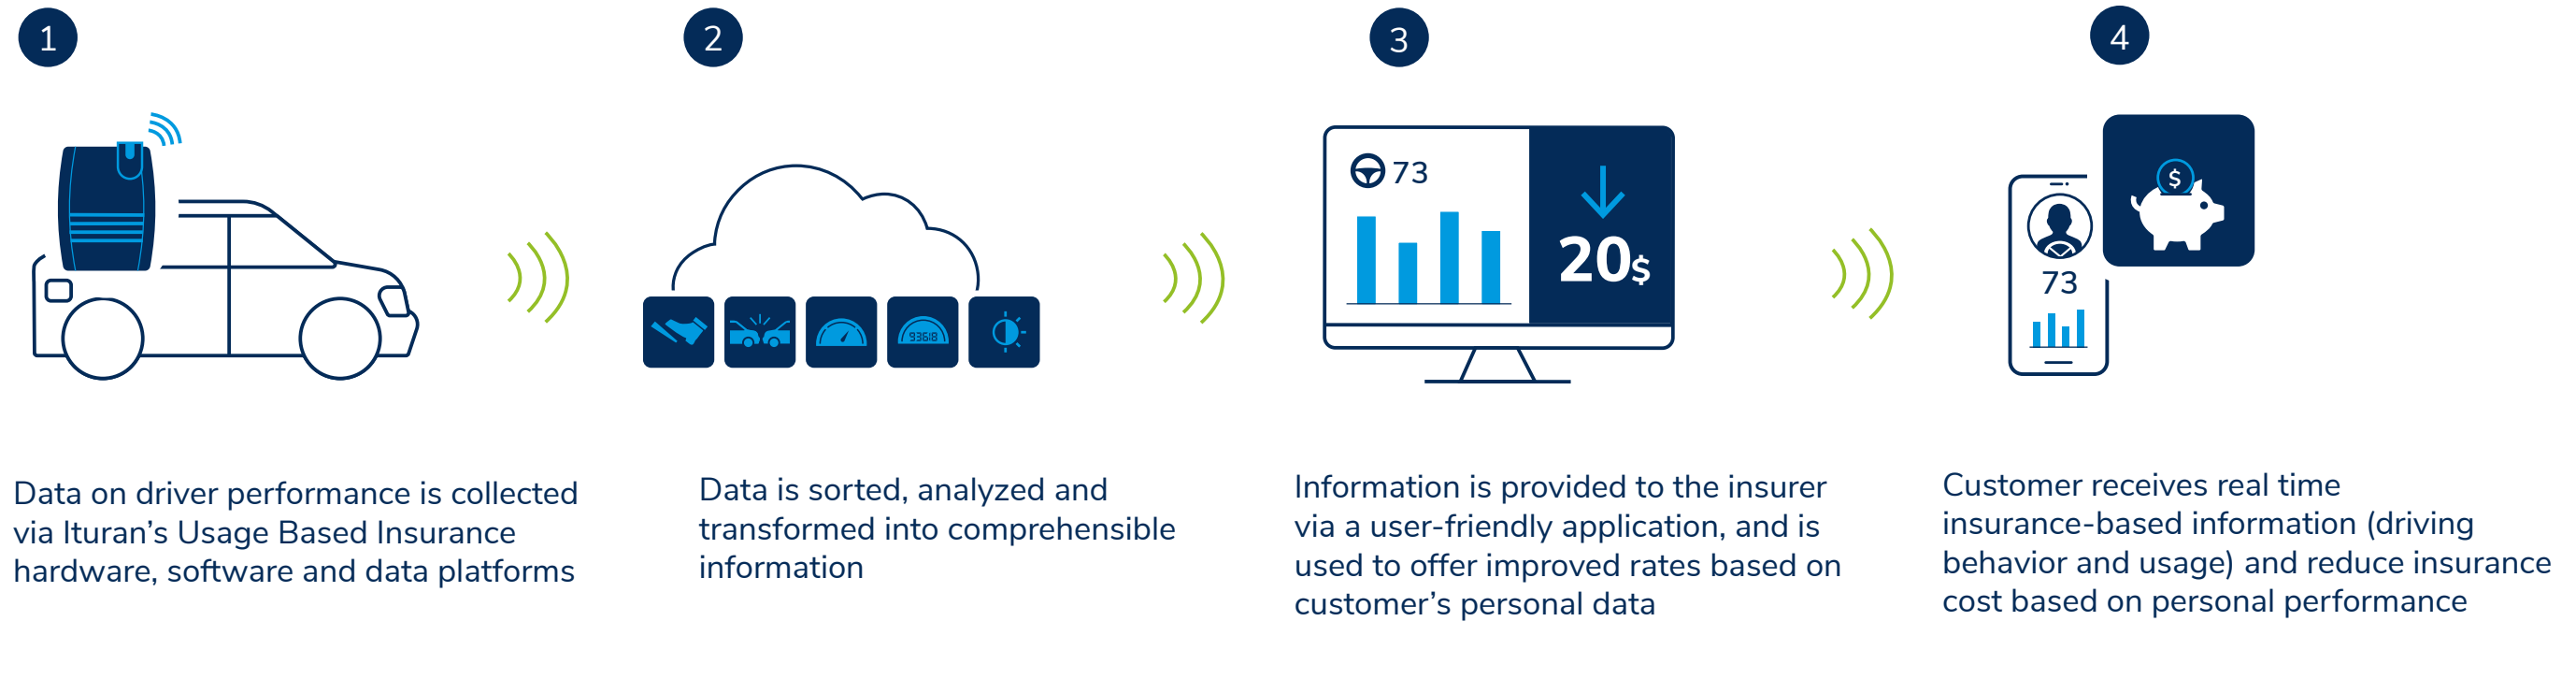 1
2
3
4
73
20$
$
73
93618
Data on driver performance is collected
via Ituran’s Usage Based Insurance
hardware, software and data platforms
Data is sorted, analyzed and
transformed into comprehensible
information
Information is provided to the insurer
via a user-friendly application, and is
used to offer improved rates based on
customer’s personal data
Customer receives real time
insurance-based information (driving
behavior and usage) and reduce insurance
cost based on personal performance